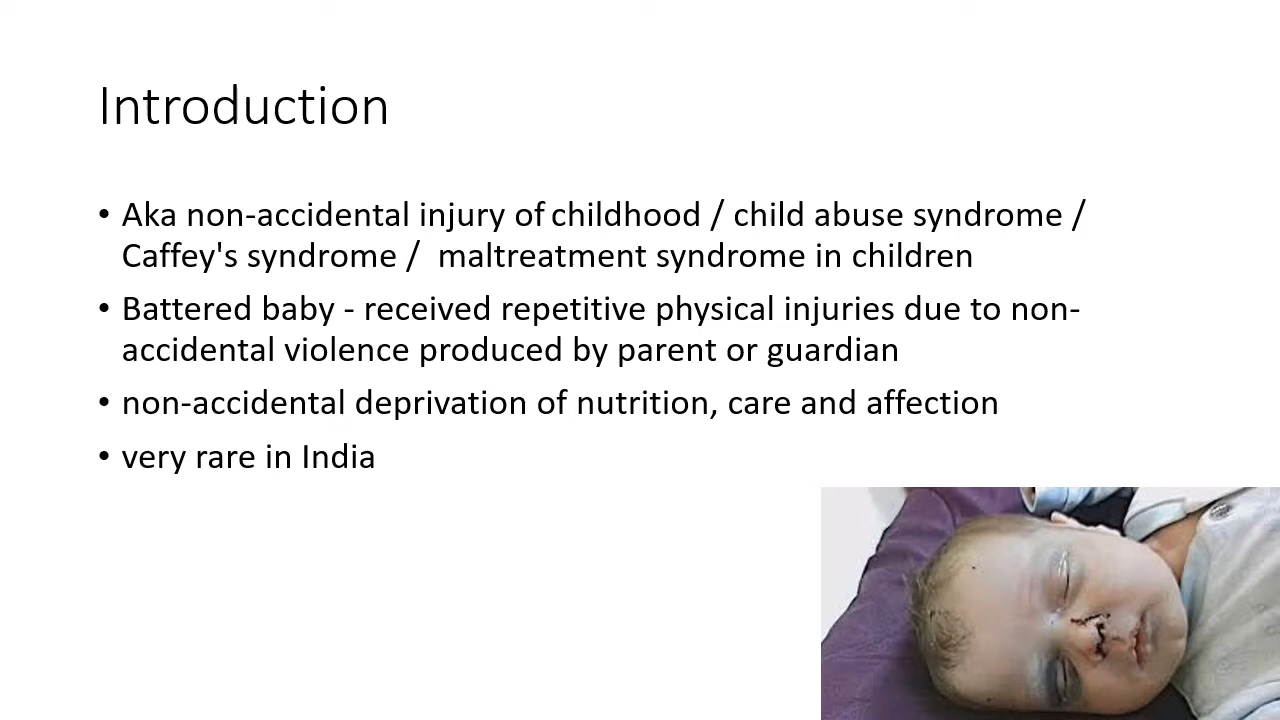 Introduction
• Aka non-accidental injury of childhood / child abuse syndrome /
Caffey's syndrome /  maltreatment syndrome in children
• Battered baby - received repetitive physical injuries due to non-
accidental violence produced by parent or guardian
• non-accidental deprivation of nutrition, care and affection
• very rare in India